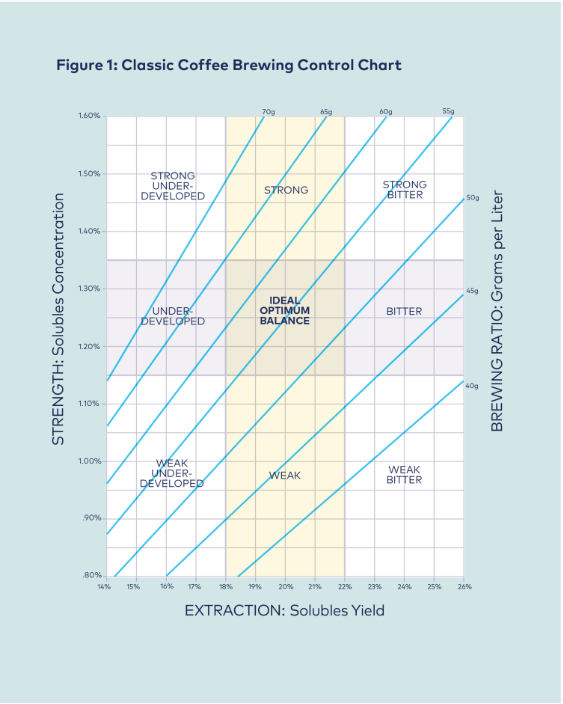 Figure 1: Classic Coffee Brewing Control Chart
70g
65g
60g
55g
50g
45g
40g
1.60%
1.50%
1.40%
1.30%
1.20%
1.10%
1.00%
.90%
.80%
STRONG
UNDER-
DEVELOPED
STRONG
STRONG
BITTER
UNDER-
DEVELOPED
IDEAL
OPTIMUM
BALANCE
BITTER
WEAK
UNDER-
DEVELOPED
WEAK
WEAK
BITTER
14%
15%
16%
17%
18%
19%
20%
21%
22%
23%
24%
25%
26%
STRENGTH: Solubles Concentration
BREWING RATIO: Grams per Liter
EXTRACTION: Solubles Yield